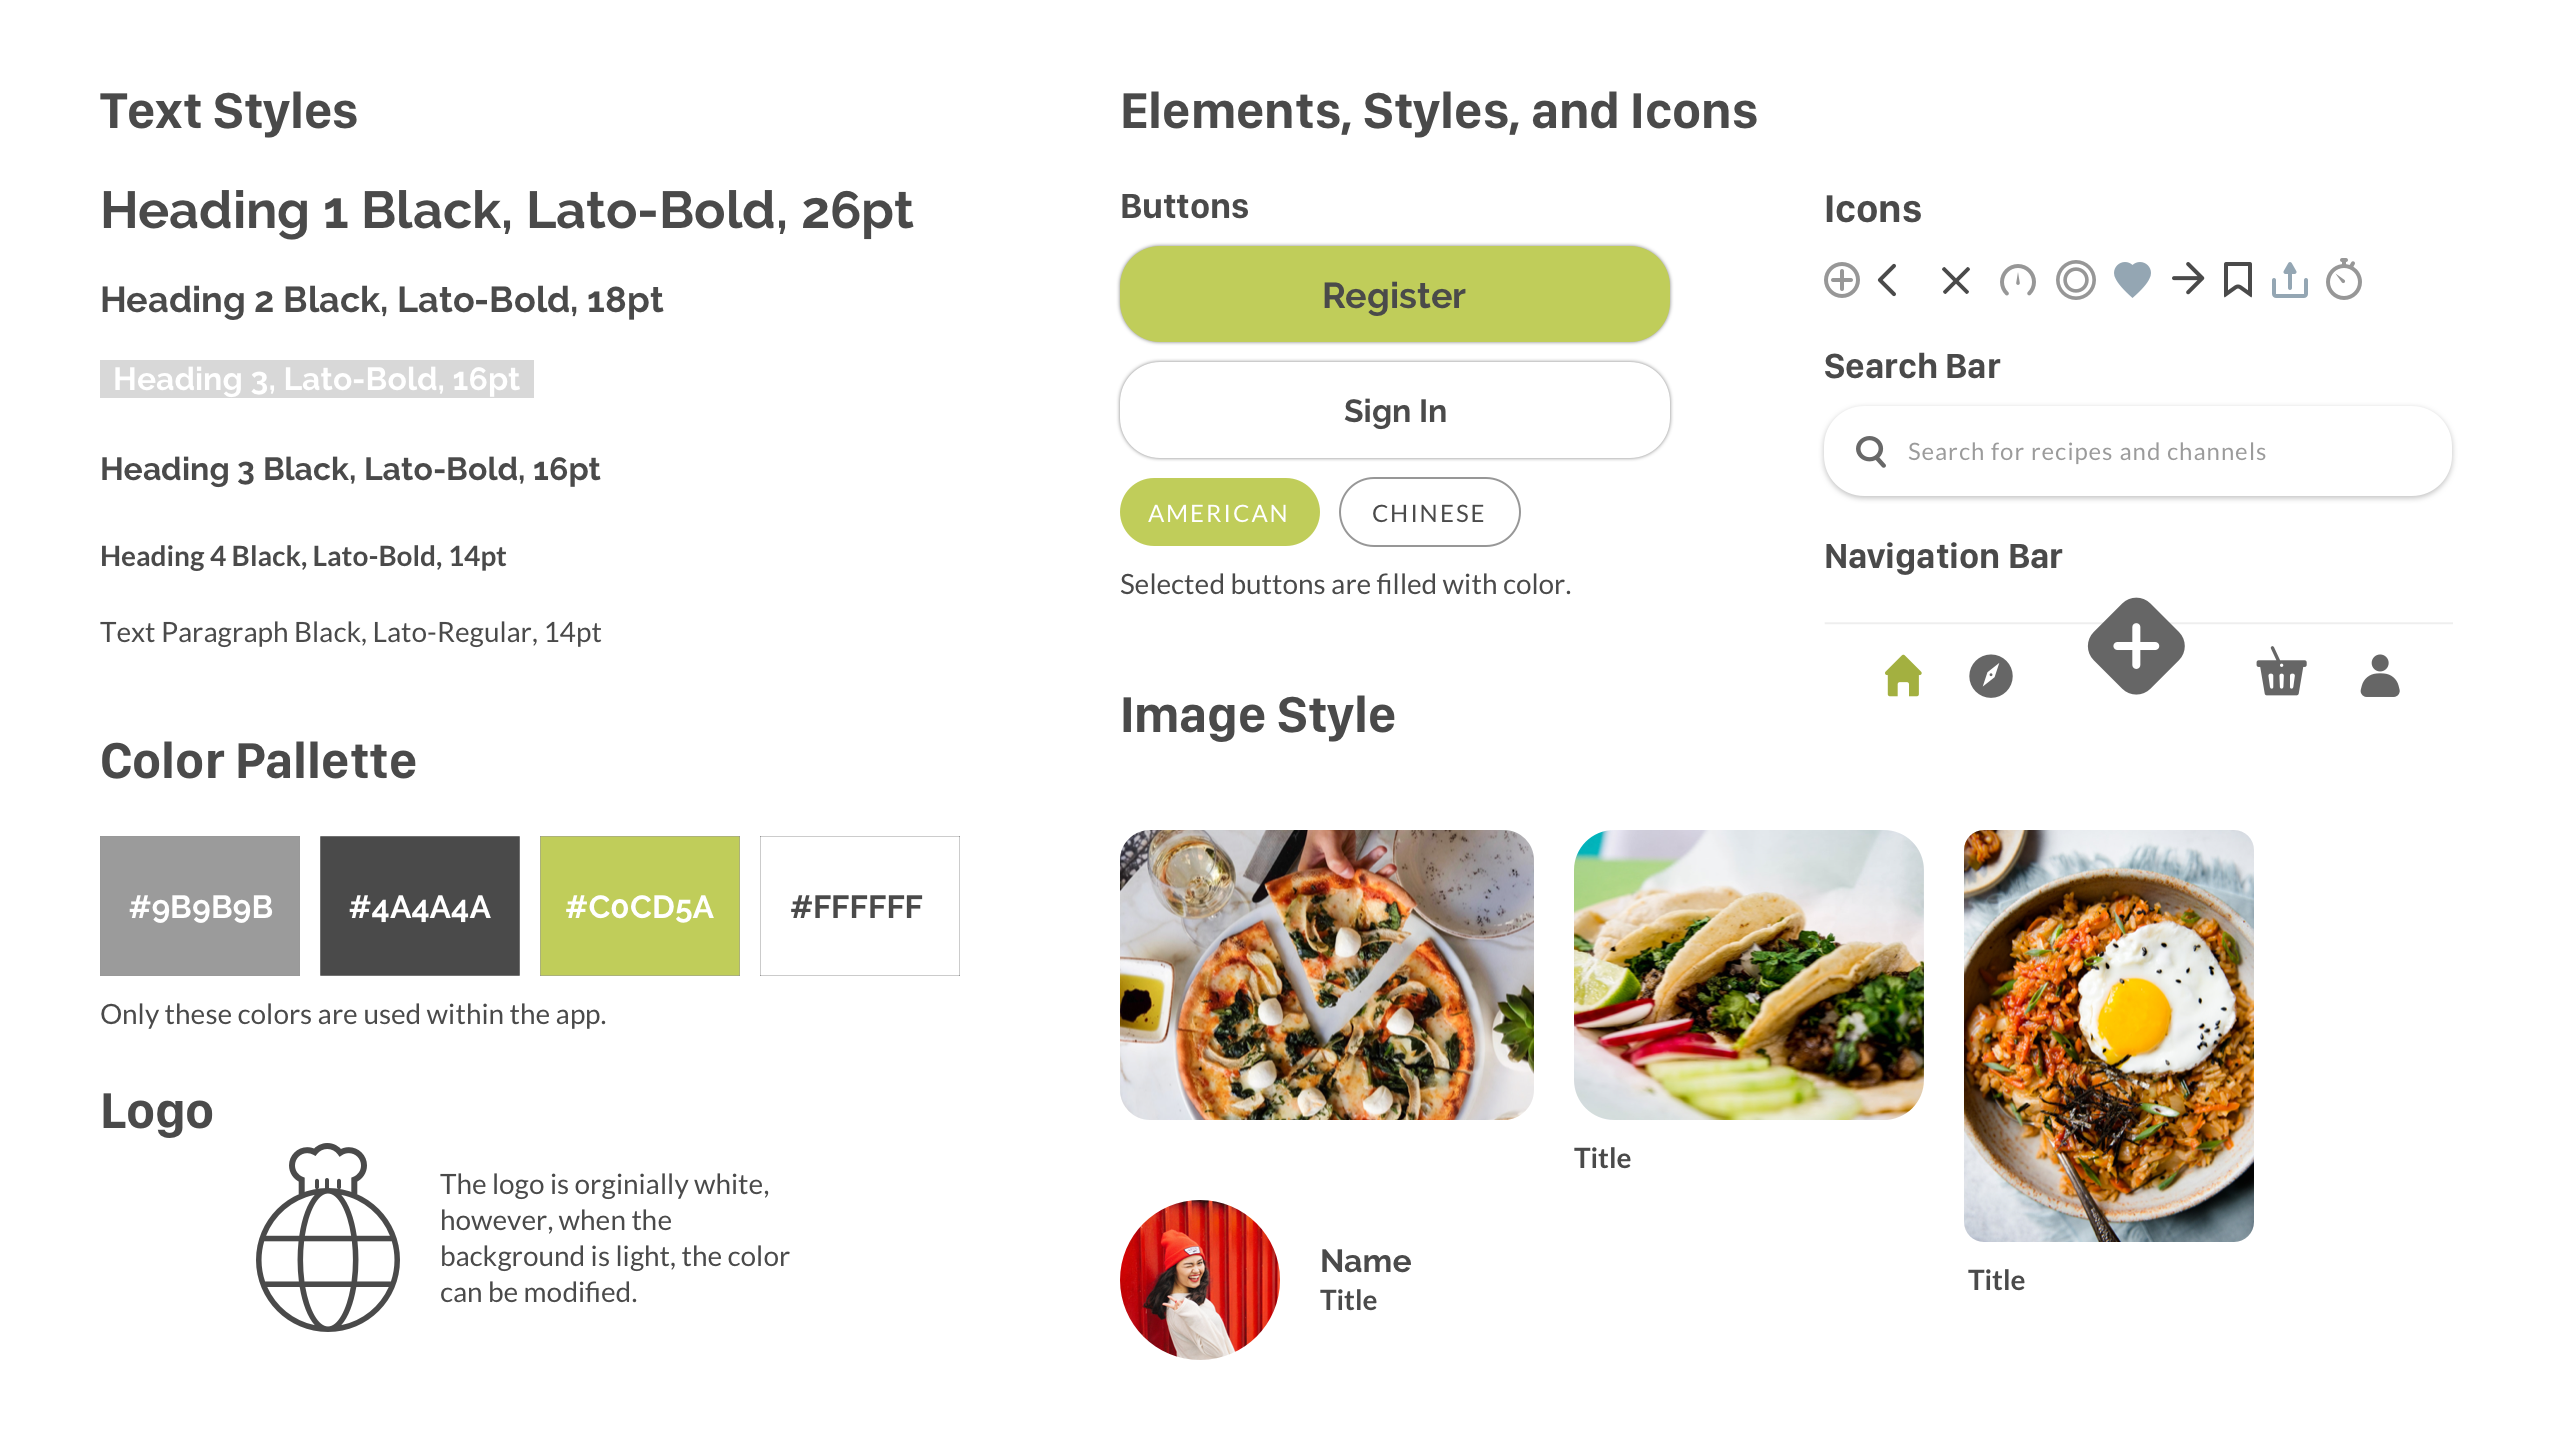 Text Styles
Heading 1 Black, Lato-Bold, 26pt
Heading 2 Black, Lato-Bold, 18pt
Heading 3, Lato-Bold, 16pt
Heading 3 Black, Lato-Bold, 16pt
Heading 4 Black, Lato-Bold, 14pt
Text Paragraph Black, Lato-Regular, 14pt
Color Pallette
#9B9B9B
#4A4A4A
#C0CD5A
#FFFFFF
Only these colors are used within the app.
Logo
The logo is orginially white,
however, when the
background is light, the color
can be modified.
Elements, Styles, and Icons
Buttons
Register
Sign In
AMERICAN
CHINESE
Selected buttons are filled with color.
Icons
Search Bar
Search for recipes and channels
Navigation Bar
Image Style
Title
Title
Name
Title